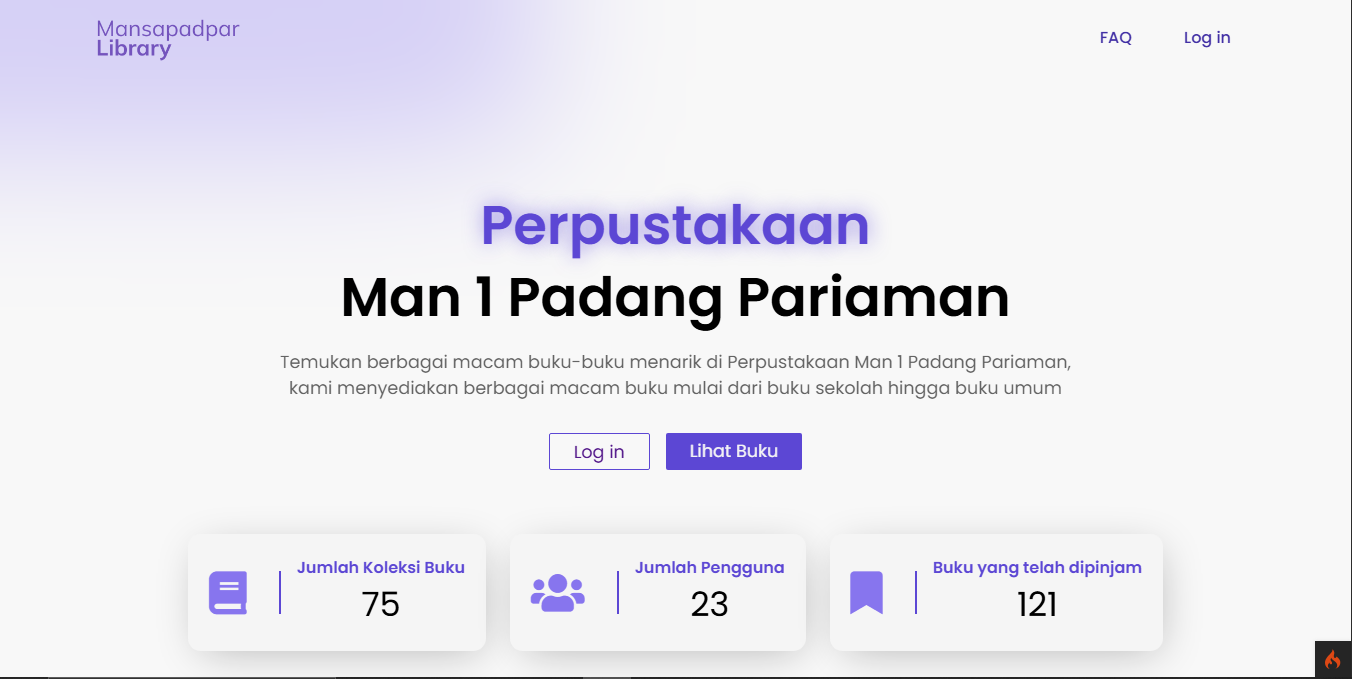 Mansapadpar
Library
FAQ
Log in
Perpustakaan
Man 1 Padang Pariaman
Temukan berbagai macam buku-buku menarik di Perpustakaan Man 1 Padang Pariaman,
kami menyediakan berbagai macam buku mulai dari buku sekolah hingga buku umum
Log in
Lihat Buku
Jumlah Koleksi Buku
75
Jumlah Pengguna
23
Buku yang telah dipinjam
121